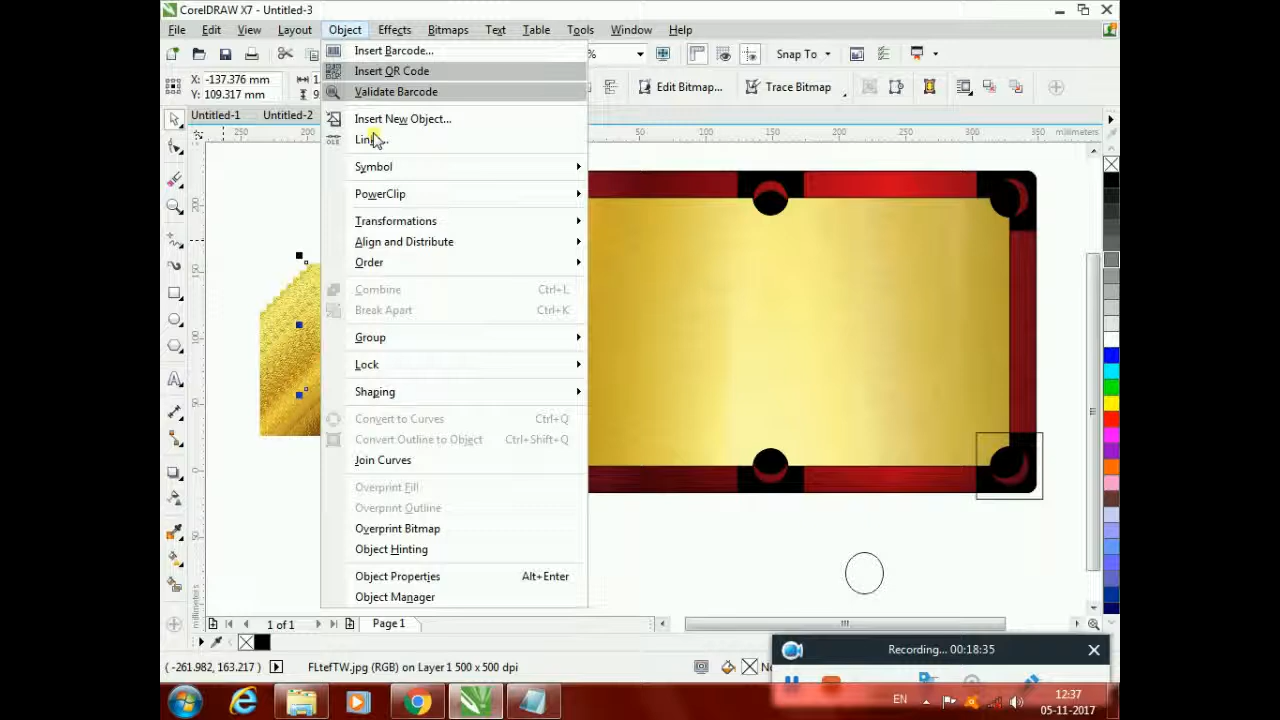 CorelDRAW X7 - Untitled-3
File Edit View Layout Object Effects Bitmaps Text Table Tools Window Help
Insert Barcode...
% Snap To
Insert QR Code
X: -137.376 mm
Y: 109.317 mm
Validate Barcode
Edit Bitmap... Trace Bitmap
Untitled-1 Untitled-2
Insert New Object...
250 200 50 100 150 200 250 300 350 millimeters
Symbol
PowerClip
Transformations
Align and Distribute
Order
Combine Ctrl+L
Break Apart Ctrl+K
Group
Lock
Shaping
Convert to Curves Ctrl+Q
Convert Outline to Object Ctrl+Shift+Q
Join Curves
Overprint Fill
Overprint Outline
Overprint Bitmap
Object Hinting
Object Properties Alt+Enter
Object Manager
1 of 1 Page 1
Recording... 00:18:35
( -261.982, 163.217 ) FLtefTW.jpg (RGB) on Layer 1 500 x 500 dpi
EN
12:37
05-11-2017